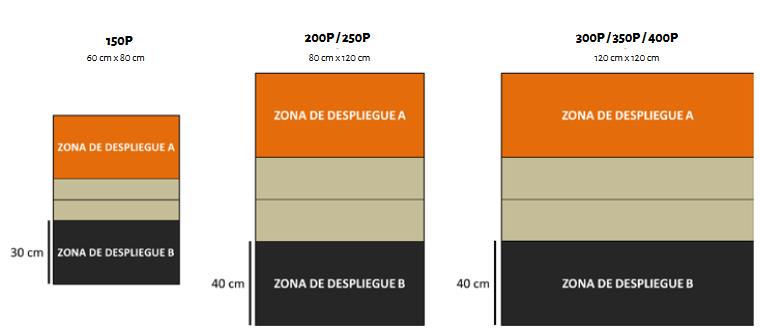 150P
60 cm x 80 cm
ZONA DE DESPLIEGUE A
ZONA DE DESPLIEGUE B
30 cm
200P / 250P
80 cm x 120 cm
ZONA DE DESPLIEGUE A
ZONA DE DESPLIEGUE B
40 cm
300P / 350P / 400P
120 cm x 120 cm
ZONA DE DESPLIEGUE A
ZONA DE DESPLIEGUE B
40 cm